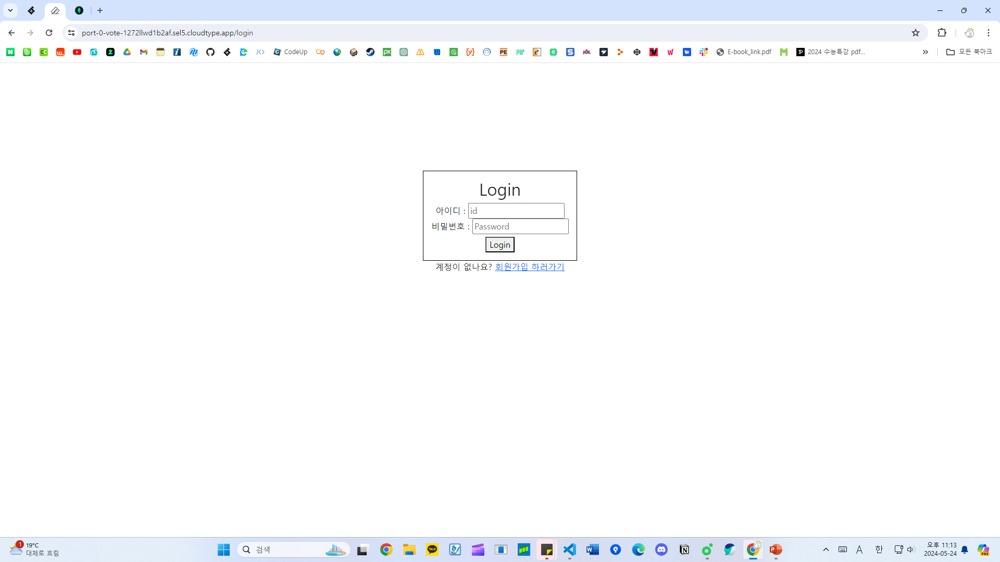 port-0-vote-1272llwd1b2af.sel5.cloudtype.app/login
CodeUp
E-book_link.pdf
2024 수능특강 pdf...
모든 북마크
Login
아이디 : id
비밀번호 : Password
Login
계정이 없나요? 회원가입 하러가기
1
19°C
대체로 흐림
검색
A
한
오후 11:13
2024-05-24